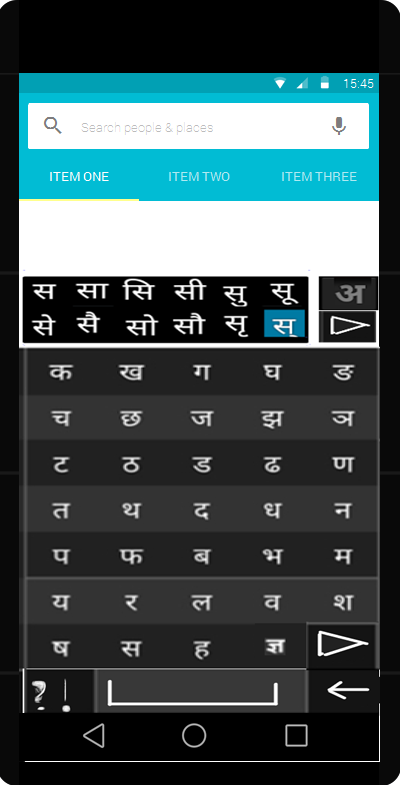 15:45
Search people & places
ITEM ONE ITEM TWO ITEM THREE
स सा सि सी सु सू अ
से सै सो सौ सृ स्
क ख ग घ ङ
च छ ज झ ञ
ट ठ ड ढ ण
त थ द ध न
प फ ब भ म
य र ल व श
ष स ह ज्ञ
? !